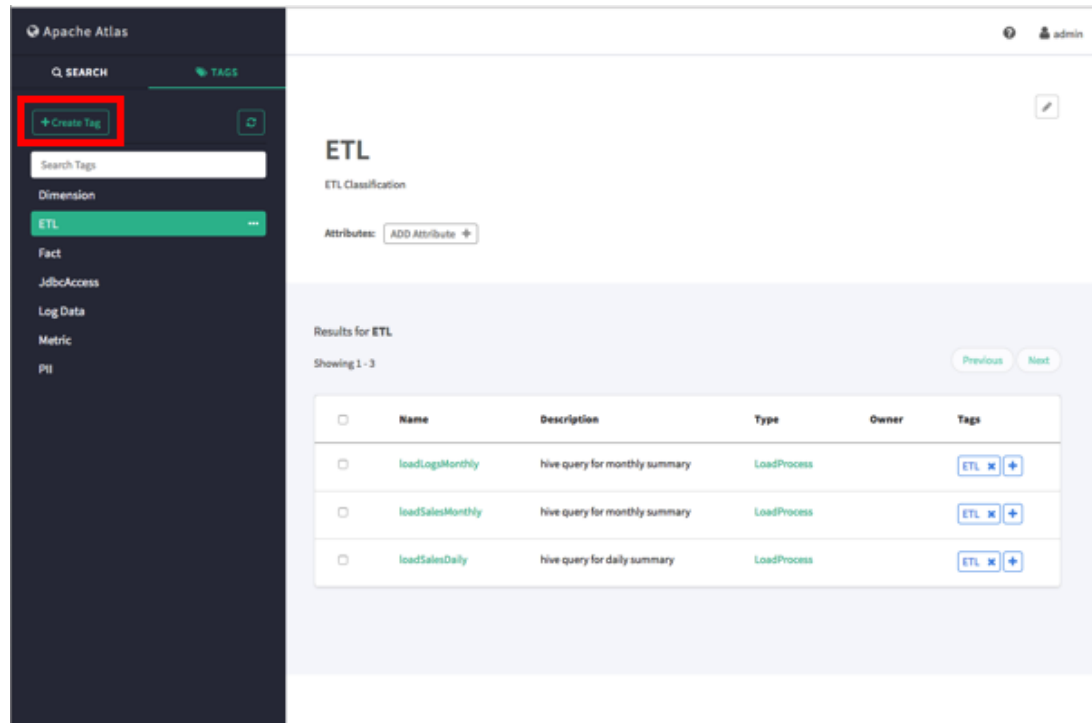 Apache Atlas
admin
SEARCH TAGS
Create Tag
Search Tags
Dimension
ETL
Fact
JdbcAccess
Log Data
Metric
PII
ETL
ETL Classification
Attributes: ADD Attribute
Results for ETL
Showing 1 - 3
Previous Next
Name Description Type Owner Tags
loadLogsMonthly hive query for monthly summary LoadProcess ETL
loadSalesMonthly hive query for monthly summary LoadProcess ETL
loadSalesDaily hive query for daily summary LoadProcess ETL